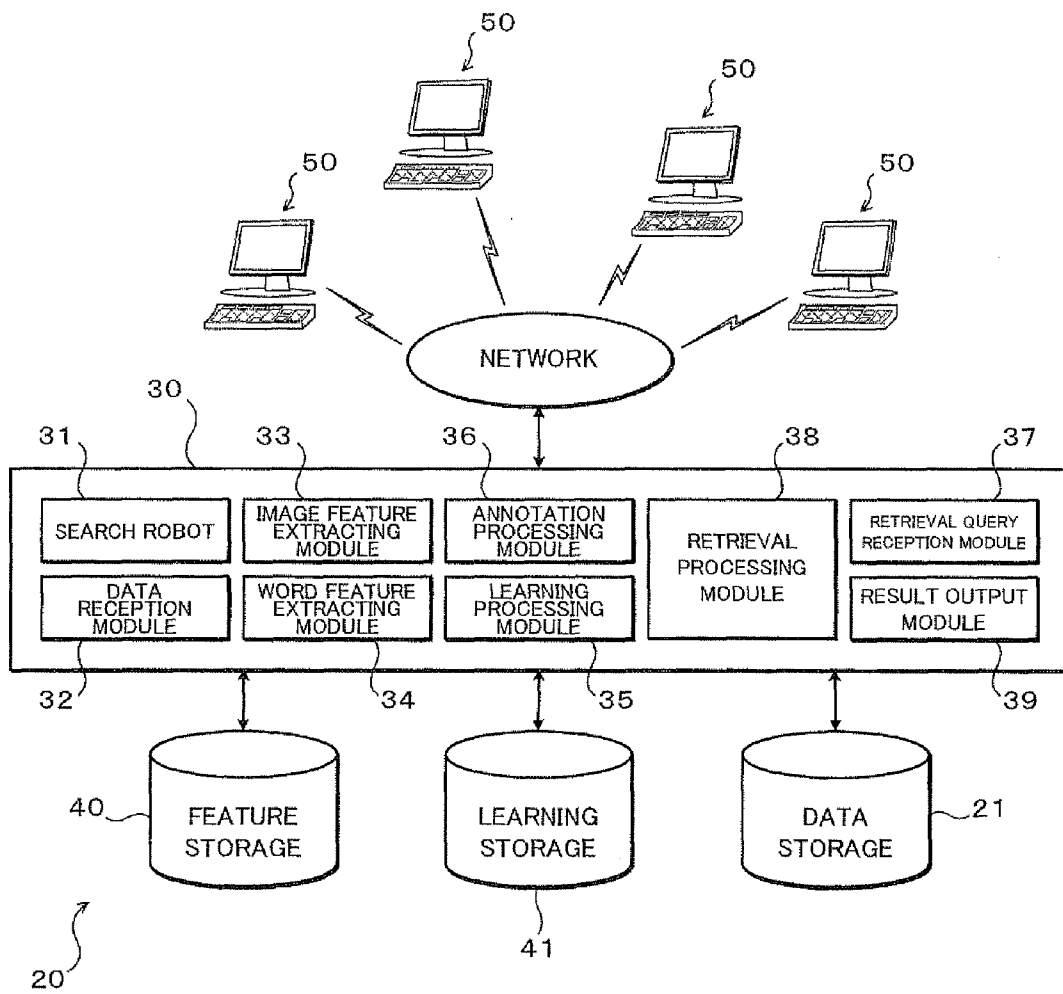 50
50
50
50
NETWORK
30
31
33
36
38
37
SEARCH ROBOT
IMAGE FEATURE
EXTRACTING
MODULE
ANNOTATION
PROCESSING
MODULE
RETRIEVAL
PROCESSING
MODULE
RETRIEVAL QUERY
RECEPTION MODULE
DATA
RECEPTION
MODULE
WORD FEATURE
EXTRACTING
MODULE
LEARNING
PROCESSING
MODULE
RESULT OUTPUT
MODULE
32
34
35
39
40
FEATURE
STORAGE
LEARNING
STORAGE
DATA
STORAGE
21
41
20